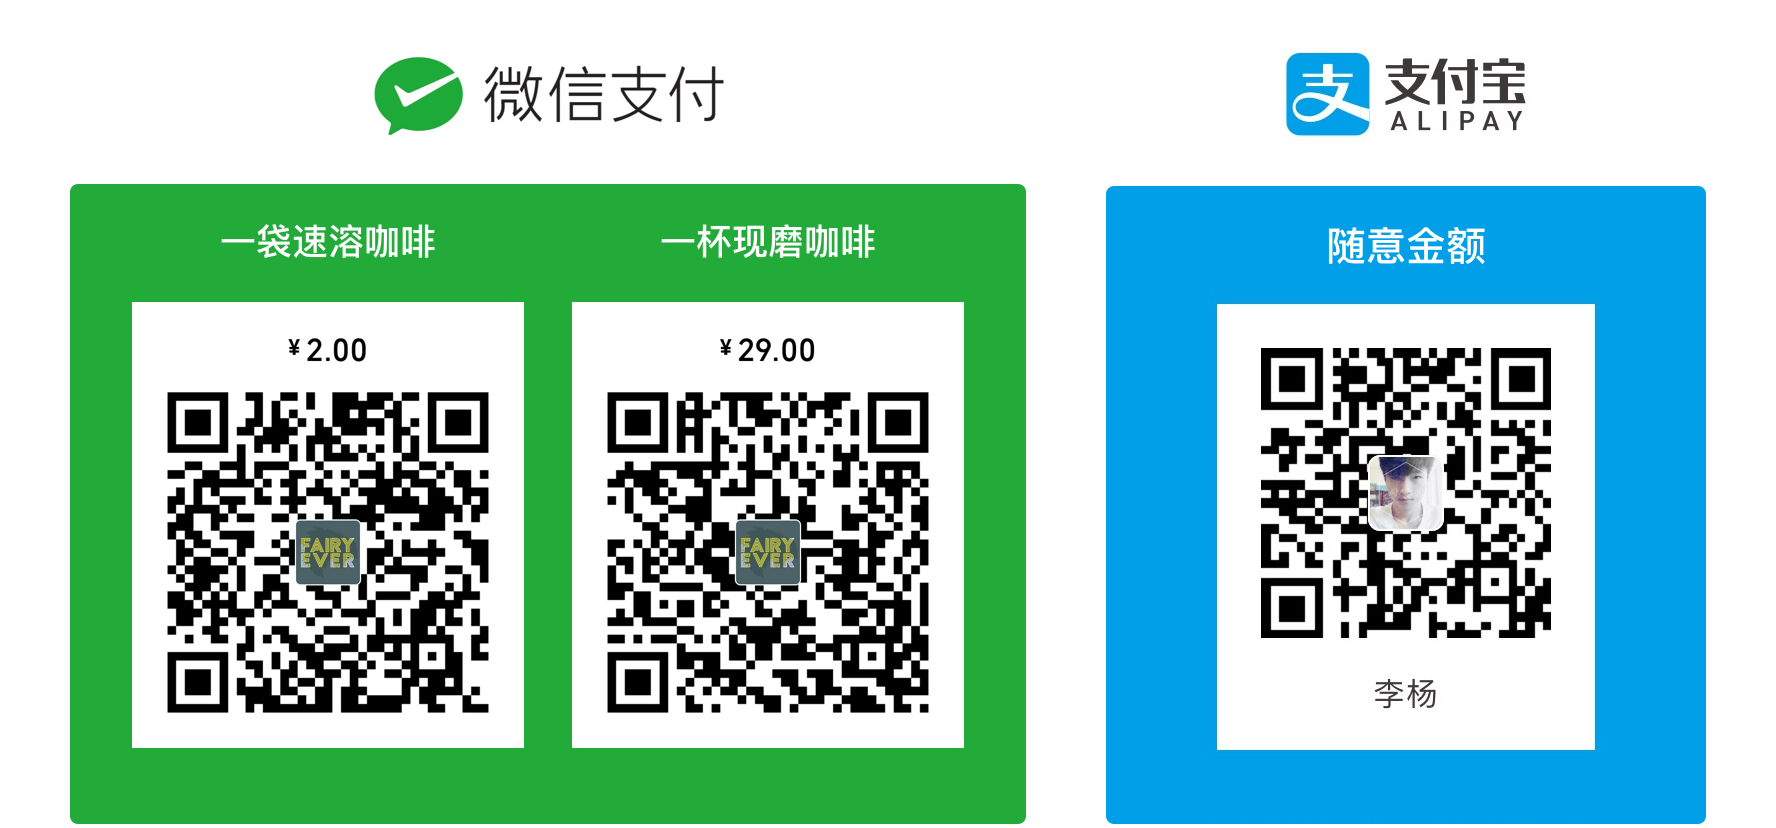 微信支付
一袋速溶咖啡
¥2.00
FAIRY
EVER
一杯现磨咖啡
¥29.00
FAIRY
EVER
支 支付宝
ALIPAY
随意金额
李杨